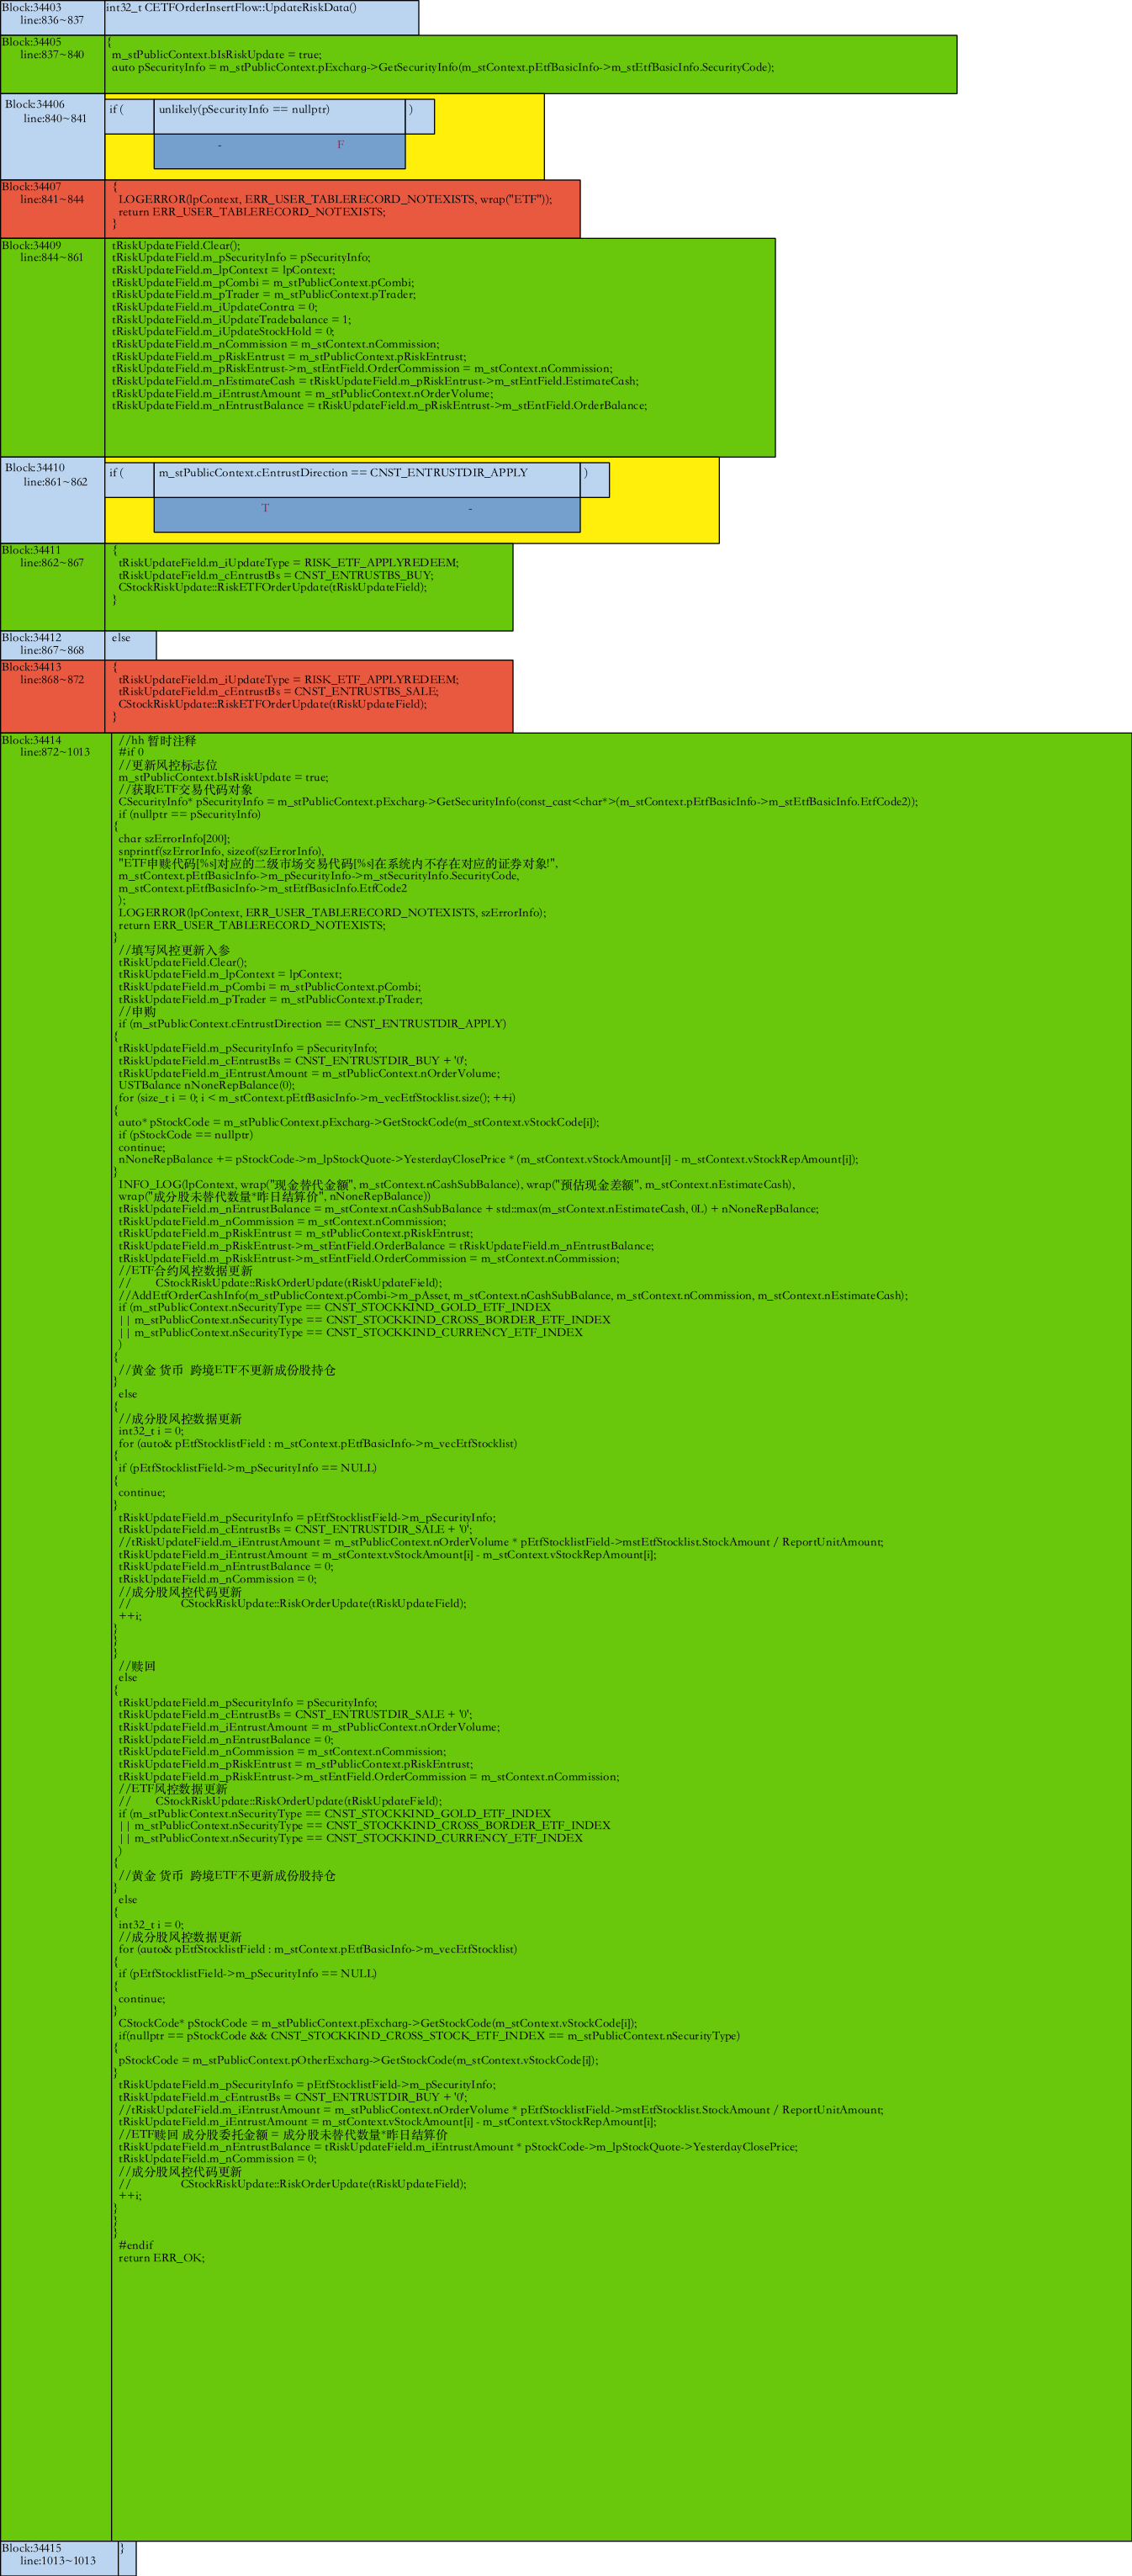 Block:34403
line:836~837
int32_t CETFOrderInsertFlow::UpdateRiskData()
Block:34405
line:837~840
{
m_stPublicContext.bIsRiskUpdate = true;
auto pSecurityInfo = m_stPublicContext.pExcharg->GetSecurityInfo(m_stContext.pEtfBasicInfo->m_stEtfBasicInfo.SecurityCode);
Block:34406
line:840~841
if ( unlikely(pSecurityInfo == nullptr) )
- F
Block:34407
line:841~844
{
LOGERROR(lpContext, ERR_USER_TABLERECORD_NOTEXISTS, wrap("ETF"));
return ERR_USER_TABLERECORD_NOTEXISTS;
}
Block:34409
line:844~861
tRiskUpdateField.Clear();
tRiskUpdateField.m_pSecurityInfo = pSecurityInfo;
tRiskUpdateField.m_lpContext = lpContext;
tRiskUpdateField.m_pCombi = m_stPublicContext.pCombi;
tRiskUpdateField.m_pTrader = m_stPublicContext.pTrader;
tRiskUpdateField.m_iUpdateContra = 0;
tRiskUpdateField.m_iUpdateTradebalance = 1;
tRiskUpdateField.m_iUpdateStockHold = 0;
tRiskUpdateField.m_nCommission = m_stContext.nCommission;
tRiskUpdateField.m_pRiskEntrust = m_stPublicContext.pRiskEntrust;
tRiskUpdateField.m_pRiskEntrust->m_stEntField.OrderCommission = m_stContext.nCommission;
tRiskUpdateField.m_nEstimateCash = tRiskUpdateField.m_pRiskEntrust->m_stEntField.EstimateCash;
tRiskUpdateField.m_iEntrustAmount = m_stPublicContext.nOrderVolume;
tRiskUpdateField.m_nEntrustBalance = tRiskUpdateField.m_pRiskEntrust->m_stEntField.OrderBalance;
Block:34410
line:861~862
if ( m_stPublicContext.cEntrustDirection == CNST_ENTRUSTDIR_APPLY )
T -
Block:34411
line:862~867
{
tRiskUpdateField.m_iUpdateType = RISK_ETF_APPLYREDEEM;
tRiskUpdateField.m_cEntrustBs = CNST_ENTRUSTBS_BUY;
CStockRiskUpdate::RiskETFOrderUpdate(tRiskUpdateField);
}
Block:34412
line:867~868
else
Block:34413
line:868~872
{
tRiskUpdateField.m_iUpdateType = RISK_ETF_APPLYREDEEM;
tRiskUpdateField.m_cEntrustBs = CNST_ENTRUSTBS_SALE;
CStockRiskUpdate::RiskETFOrderUpdate(tRiskUpdateField);
}
Block:34414
line:872~1013
//hh 暂时注释
#if 0
//更新风控标志位
m_stPublicContext.bIsRiskUpdate = true;
//获取ETF交易代码对象
CSecurityInfo* pSecurityInfo = m_stPublicContext.pExcharg->GetSecurityInfo(const_cast<char*>(m_stContext.pEtfBasicInfo->m_stEtfBasicInfo.EtfCode2));
if (nullptr == pSecurityInfo)
{
char szErrorInfo[200];
snprintf(szErrorInfo, sizeof(szErrorInfo),
"ETF申赎代码[%s]对应的二级市场交易代码[%s]在系统内不存在对应的证券对象!",
m_stContext.pEtfBasicInfo->m_pSecurityInfo->m_stSecurityInfo.SecurityCode,
m_stContext.pEtfBasicInfo->m_stEtfBasicInfo.EtfCode2
);
LOGERROR(lpContext, ERR_USER_TABLERECORD_NOTEXISTS, szErrorInfo);
return ERR_USER_TABLERECORD_NOTEXISTS;
}
//填写风控更新入参
tRiskUpdateField.Clear();
tRiskUpdateField.m_lpContext = lpContext;
tRiskUpdateField.m_pCombi = m_stPublicContext.pCombi;
tRiskUpdateField.m_pTrader = m_stPublicContext.pTrader;
//申购
if (m_stPublicContext.cEntrustDirection == CNST_ENTRUSTDIR_APPLY)
{
tRiskUpdateField.m_pSecurityInfo = pSecurityInfo;
tRiskUpdateField.m_cEntrustBs = CNST_ENTRUSTDIR_BUY + '0';
tRiskUpdateField.m_iEntrustAmount = m_stPublicContext.nOrderVolume;
USTBalance nNoneRepBalance(0);
for (size_t i = 0; i < m_stContext.pEtfBasicInfo->m_vecEtfStocklist.size(); ++i)
{
auto* pStockCode = m_stPublicContext.pExcharg->GetStockCode(m_stContext.vStockCode[i]);
if (pStockCode == nullptr)
continue;
nNoneRepBalance += pStockCode->m_lpStockQuote->YesterdayClosePrice * (m_stContext.vStockAmount[i] - m_stContext.vStockRepAmount[i]);
}
INFO_LOG(lpContext, wrap("现金替代金额", m_stContext.nCashSubBalance), wrap("预估现金差额", m_stContext.nEstimateCash),
wrap("成分股未替代数量*昨日结算价", nNoneRepBalance))
tRiskUpdateField.m_nEntrustBalance = m_stContext.nCashSubBalance + std::max(m_stContext.nEstimateCash, 0L) + nNoneRepBalance;
tRiskUpdateField.m_nCommission = m_stContext.nCommission;
tRiskUpdateField.m_pRiskEntrust = m_stPublicContext.pRiskEntrust;
tRiskUpdateField.m_pRiskEntrust->m_stEntField.OrderBalance = tRiskUpdateField.m_nEntrustBalance;
tRiskUpdateField.m_pRiskEntrust->m_stEntField.OrderCommission = m_stContext.nCommission;
//ETF合约风控数据更新
// CStockRiskUpdate::RiskOrderUpdate(tRiskUpdateField);
//AddEtfOrderCashInfo(m_stPublicContext.pCombi->m_pAsset, m_stContext.nCashSubBalance, m_stContext.nCommission, m_stContext.nEstimateCash);
if (m_stPublicContext.nSecurityType == CNST_STOCKKIND_GOLD_ETF_INDEX
|| m_stPublicContext.nSecurityType == CNST_STOCKKIND_CROSS_BORDER_ETF_INDEX
|| m_stPublicContext.nSecurityType == CNST_STOCKKIND_CURRENCY_ETF_INDEX
)
{
//黄金 货币 跨境ETF不更新成份股持仓
}
else
{
//成分股风控数据更新
int32_t i = 0;
for (auto& pEtfStocklistField : m_stContext.pEtfBasicInfo->m_vecEtfStocklist)
{
if (pEtfStocklistField->m_pSecurityInfo == NULL)
{
continue;
}
tRiskUpdateField.m_pSecurityInfo = pEtfStocklistField->m_pSecurityInfo;
tRiskUpdateField.m_cEntrustBs = CNST_ENTRUSTDIR_SALE + '0';
//tRiskUpdateField.m_iEntrustAmount = m_stPublicContext.nOrderVolume * pEtfStocklistField->mstEtfStocklist.StockAmount / ReportUnitAmount;
tRiskUpdateField.m_iEntrustAmount = m_stContext.vStockAmount[i] - m_stContext.vStockRepAmount[i];
tRiskUpdateField.m_nEntrustBalance = 0;
tRiskUpdateField.m_nCommission = 0;
//成分股风控代码更新
// CStockRiskUpdate::RiskOrderUpdate(tRiskUpdateField);
++i;
}
}
}
//赎回
else
{
tRiskUpdateField.m_pSecurityInfo = pSecurityInfo;
tRiskUpdateField.m_cEntrustBs = CNST_ENTRUSTDIR_SALE + '0';
tRiskUpdateField.m_iEntrustAmount = m_stPublicContext.nOrderVolume;
tRiskUpdateField.m_nEntrustBalance = 0;
tRiskUpdateField.m_nCommission = m_stContext.nCommission;
tRiskUpdateField.m_pRiskEntrust = m_stPublicContext.pRiskEntrust;
tRiskUpdateField.m_pRiskEntrust->m_stEntField.OrderCommission = m_stContext.nCommission;
//ETF风控数据更新
// CStockRiskUpdate::RiskOrderUpdate(tRiskUpdateField);
if (m_stPublicContext.nSecurityType == CNST_STOCKKIND_GOLD_ETF_INDEX
|| m_stPublicContext.nSecurityType == CNST_STOCKKIND_CROSS_BORDER_ETF_INDEX
|| m_stPublicContext.nSecurityType == CNST_STOCKKIND_CURRENCY_ETF_INDEX
)
{
//黄金 货币 跨境ETF不更新成份股持仓
}
else
{
int32_t i = 0;
//成分股风控数据更新
for (auto& pEtfStocklistField : m_stContext.pEtfBasicInfo->m_vecEtfStocklist)
{
if (pEtfStocklistField->m_pSecurityInfo == NULL)
{
continue;
}
CStockCode* pStockCode = m_stPublicContext.pExcharg->GetStockCode(m_stContext.vStockCode[i]);
if(nullptr == pStockCode && CNST_STOCKKIND_CROSS_STOCK_ETF_INDEX == m_stPublicContext.nSecurityType)
{
pStockCode = m_stPublicContext.pOtherExcharg->GetStockCode(m_stContext.vStockCode[i]);
}
tRiskUpdateField.m_pSecurityInfo = pEtfStocklistField->m_pSecurityInfo;
tRiskUpdateField.m_cEntrustBs = CNST_ENTRUSTDIR_BUY + '0';
//tRiskUpdateField.m_iEntrustAmount = m_stPublicContext.nOrderVolume * pEtfStocklistField->mstEtfStocklist.StockAmount / ReportUnitAmount;
tRiskUpdateField.m_iEntrustAmount = m_stContext.vStockAmount[i] - m_stContext.vStockRepAmount[i];
//ETF赎回 成分股委托金额 = 成分股未替代数量*昨日结算价
tRiskUpdateField.m_nEntrustBalance = tRiskUpdateField.m_iEntrustAmount * pStockCode->m_lpStockQuote->YesterdayClosePrice;
tRiskUpdateField.m_nCommission = 0;
//成分股风控代码更新
// CStockRiskUpdate::RiskOrderUpdate(tRiskUpdateField);
++i;
}
}
}
#endif
return ERR_OK;
Block:34415
line:1013~1013
}